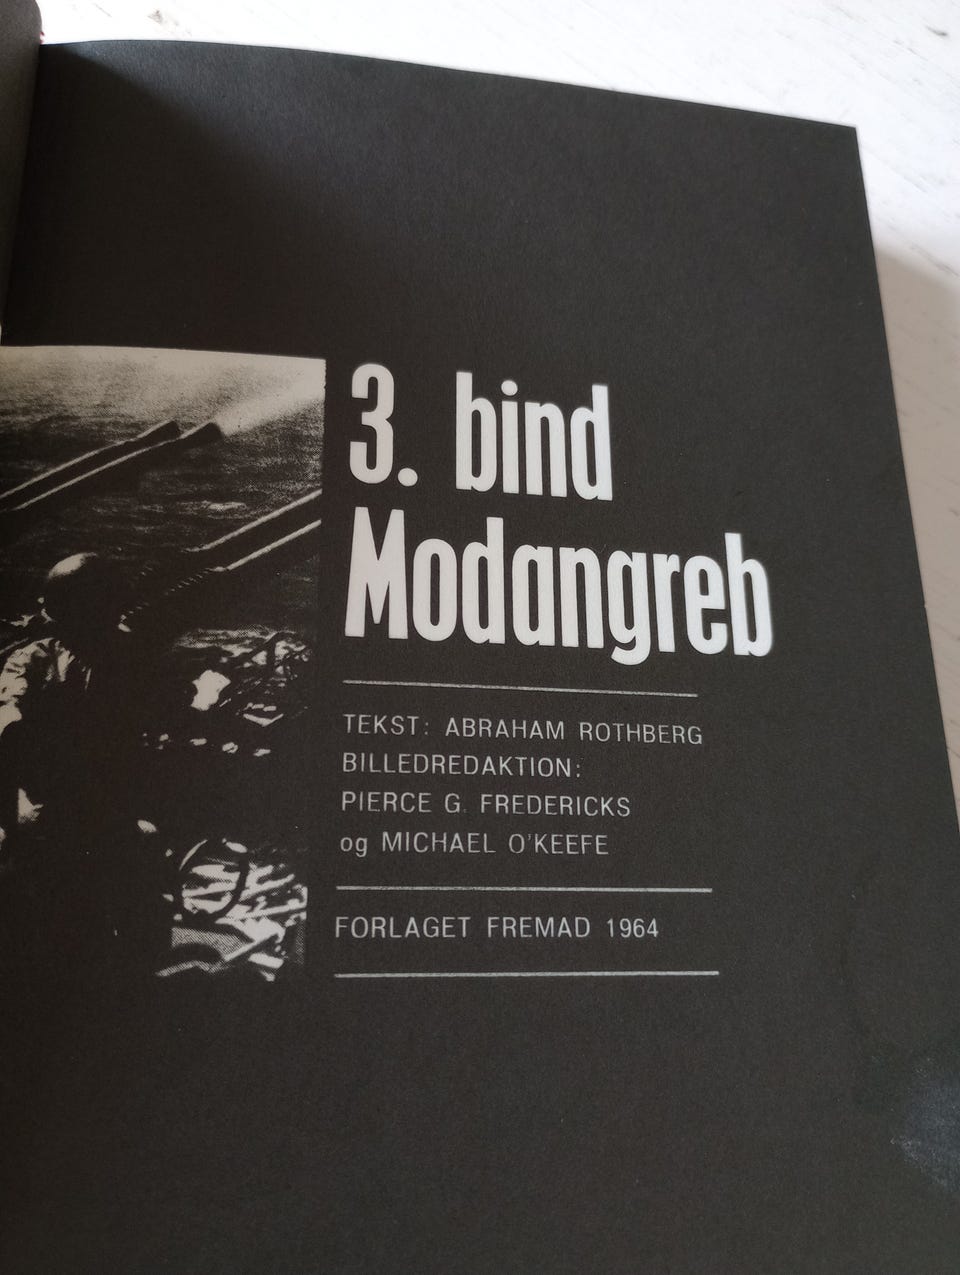 3. bind
Modangreb
TEKST: ABRAHAM ROTHBERG
BILLEDREDAKTION:
PIERCE G. FREDERICKS
og MICHAEL O'KEEFE
FORLAGET FREMAD 1964